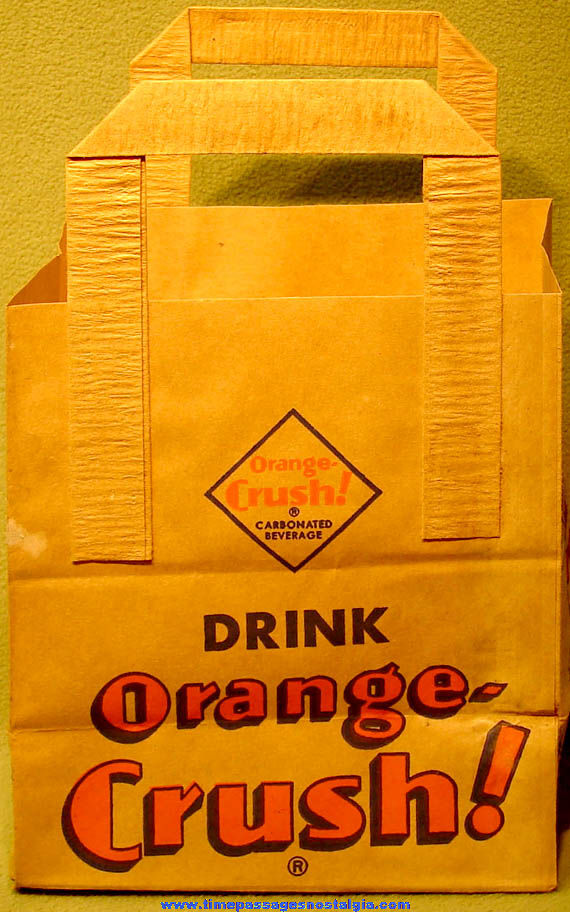 Orange-
Crush!
®
CARBONATED
BEVERAGE
DRINK
Orange-
Crush!
®
www.timepassagesnostalgia.com